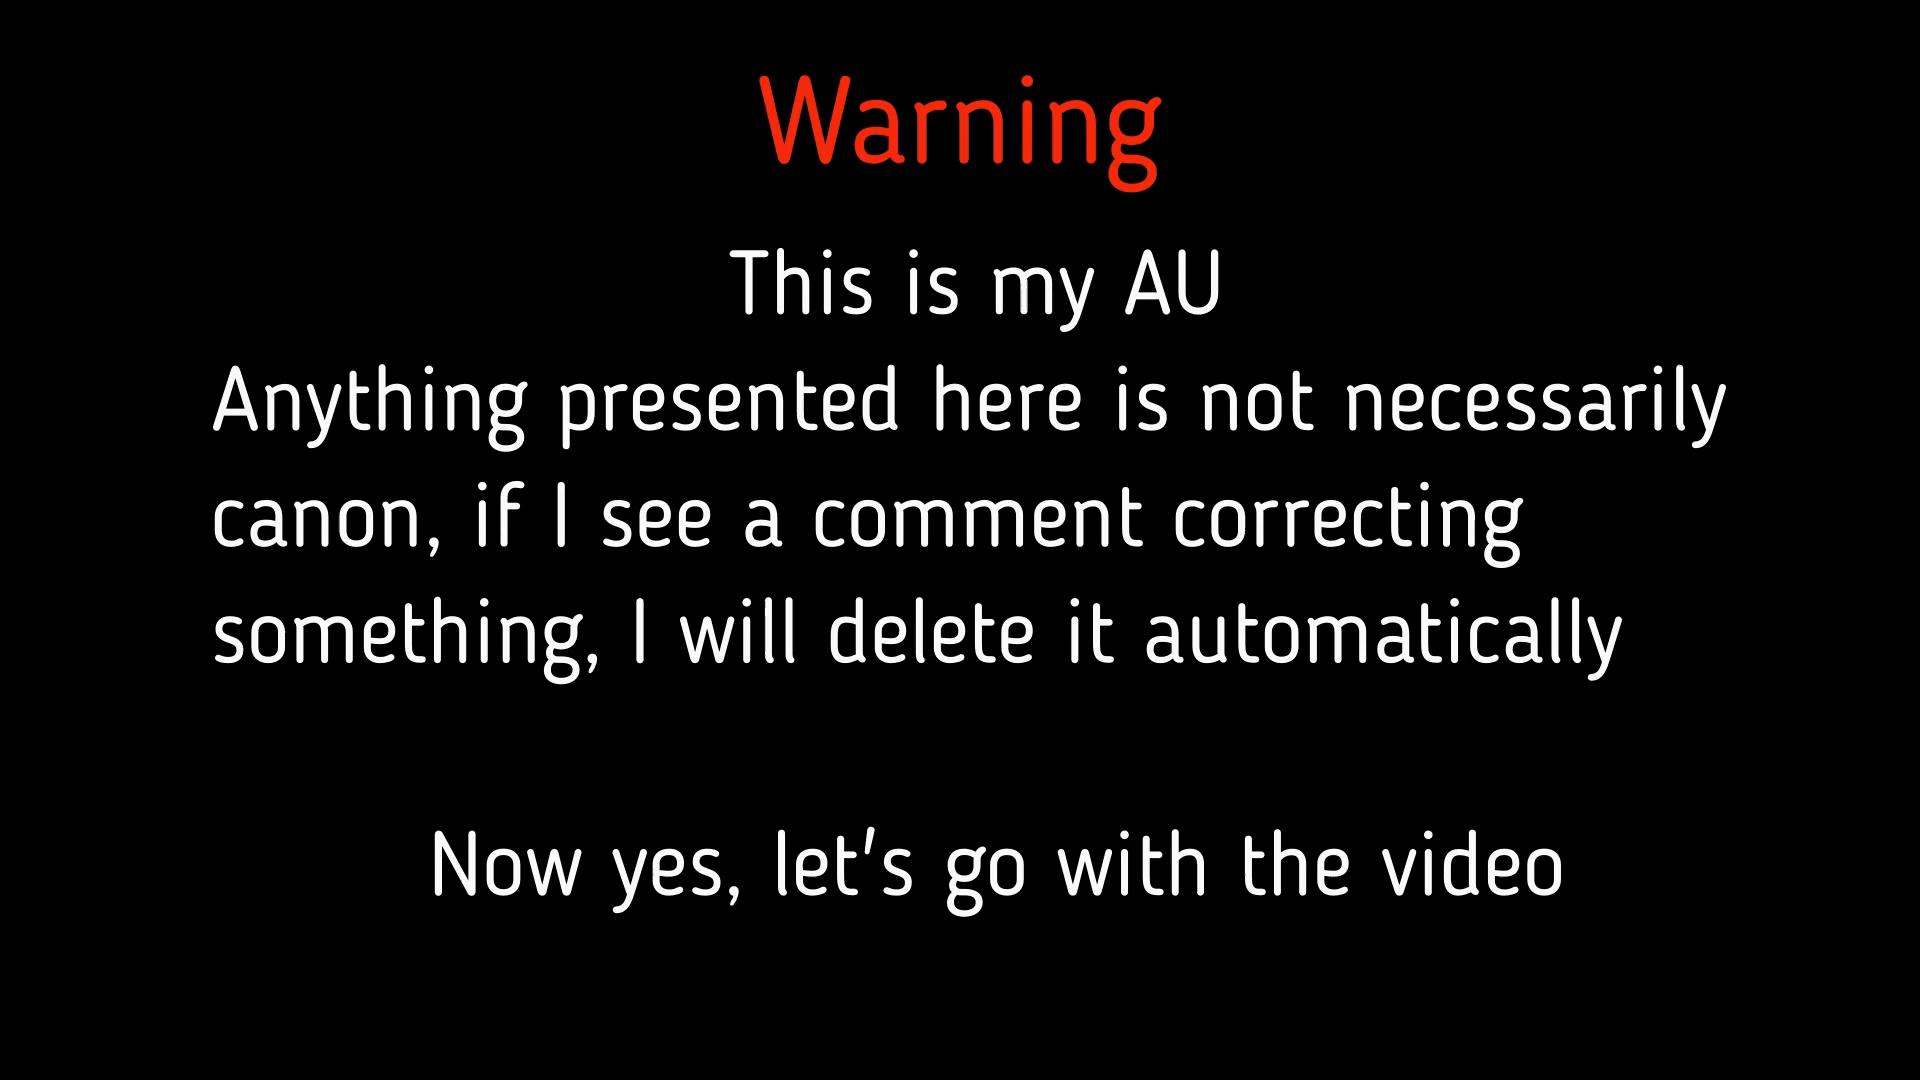 Warning
This is my AU
Anything presented here is not necessarily
canon, if I see a comment correcting
something, I will delete it automatically
Now yes, let's go with the video